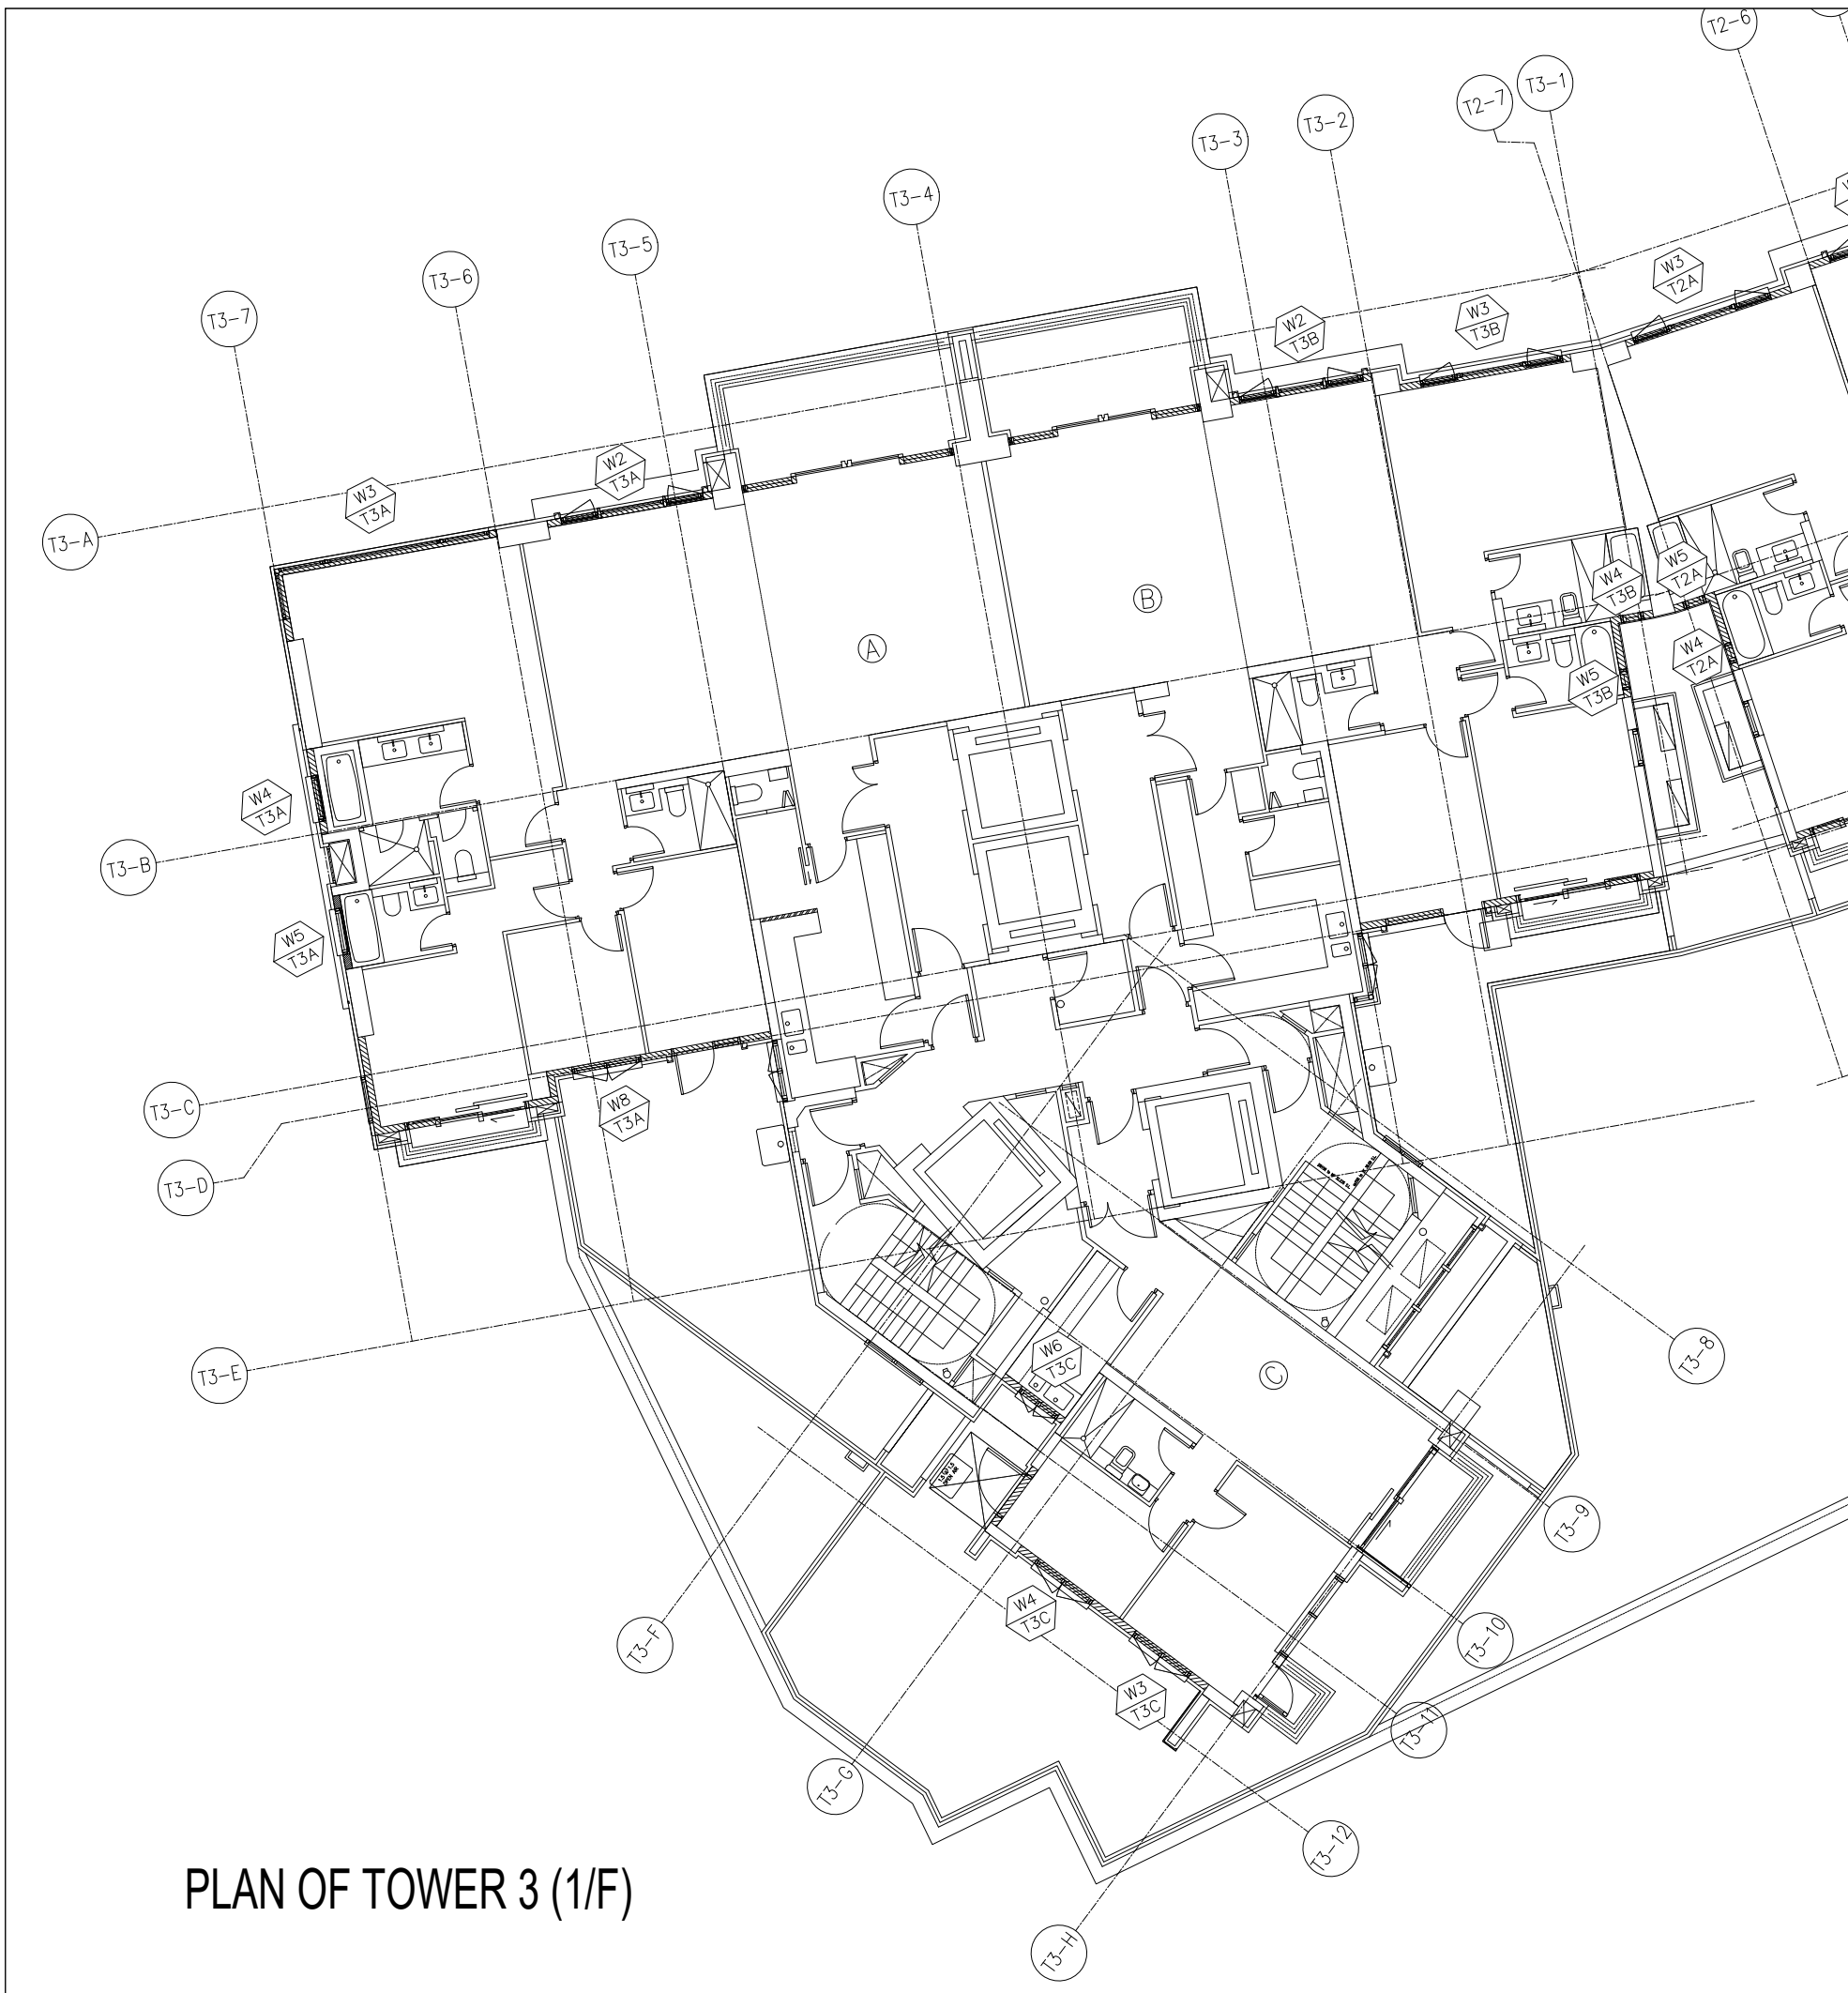 T2-6
T3-1
T2-7
T3-2
T3-3
T3-4
T3-5
T3-6
T3-7
W3
T2A
W3
T3B
W2
T3B
W2
T3A
W3
T3A
T3-A
W5
T2A
W4
T3B
B
A
W4
T2A
W5
T3B
W4
T3A
T3-B
W5
T3A
T3-C
W8
T3A
T3-D
T3-E
W6
T3C
C
T3-8
T3-9
W4
T3C
T3-F
T3-10
W3
T3C
T3-11
T3-G
T3-12
PLAN OF TOWER 3 (1/F)
T3-H